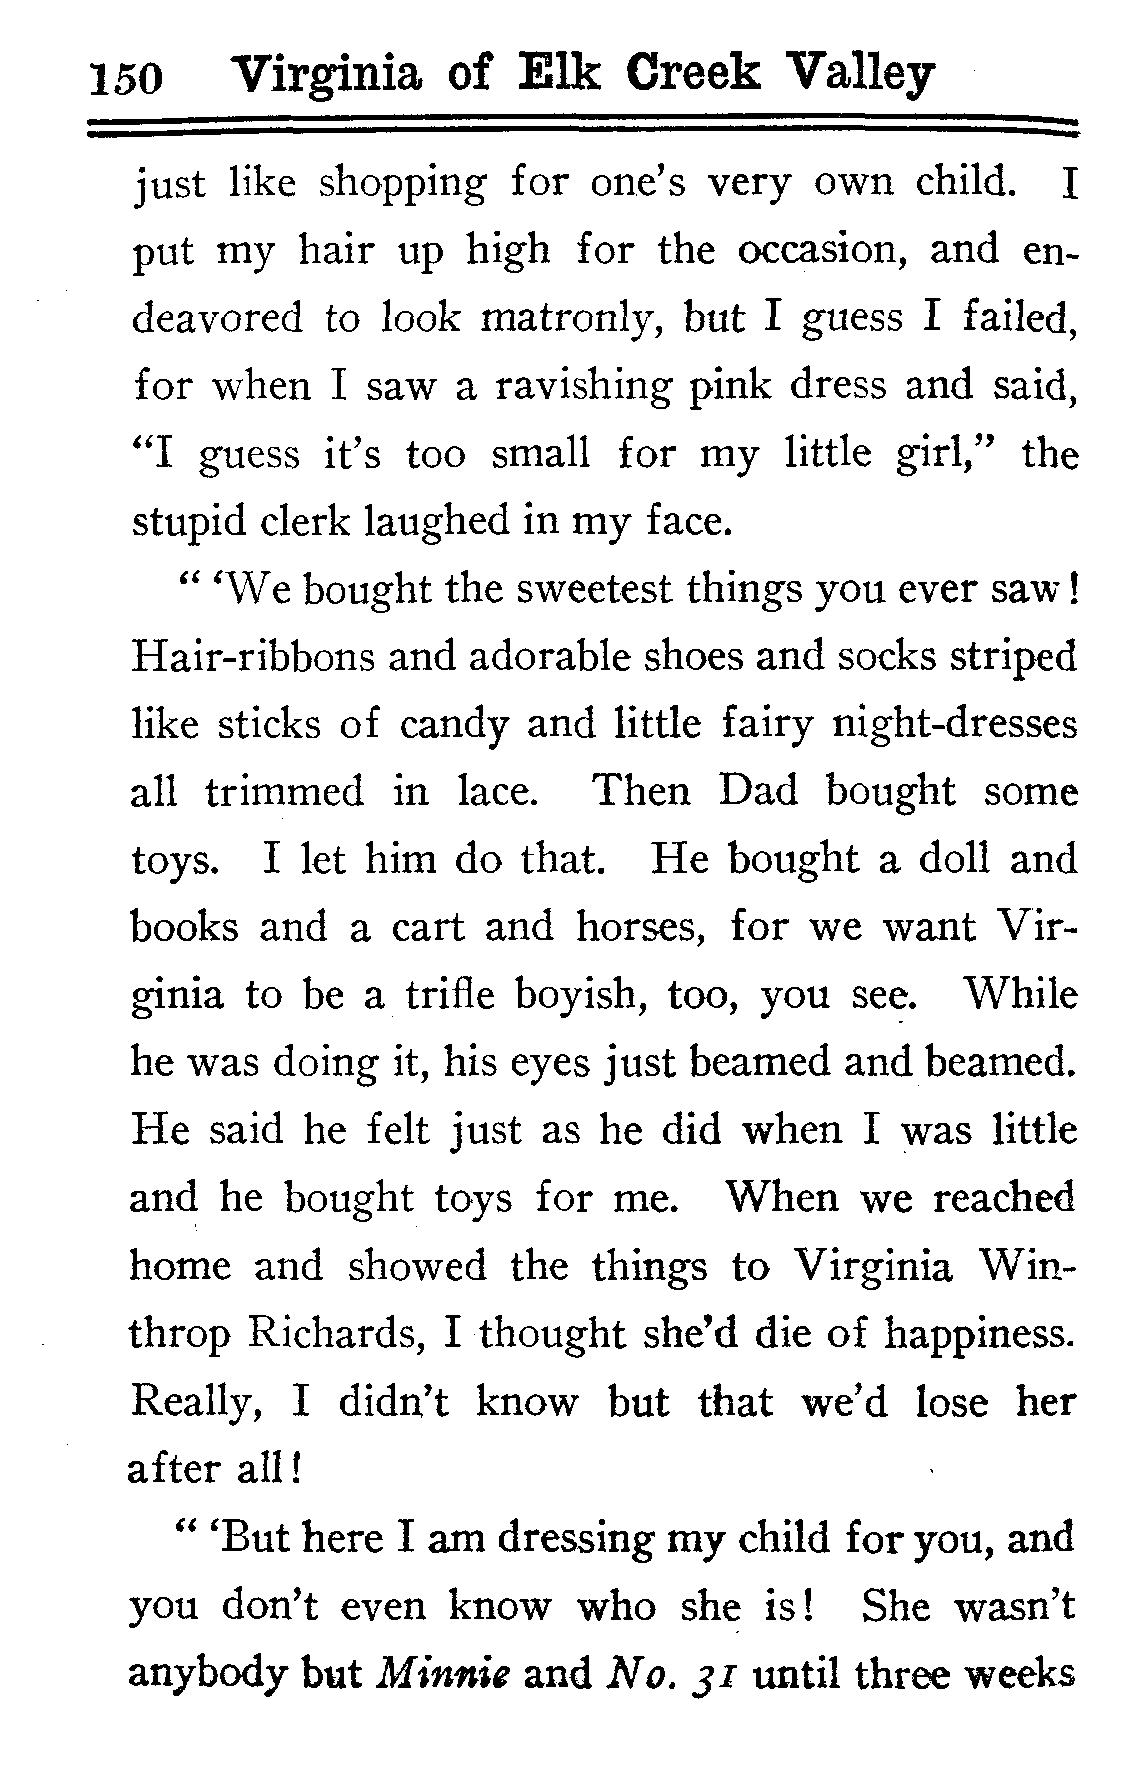 150 Virginia of Elk Creek Valley
just like shopping for one's very own child. I
put my hair up high for the occasion, and en-
deavored to look matronly, but I guess I failed,
for when I saw a ravishing pink dress and said,
“I guess it's too small for my little girl,” the
stupid clerk laughed in my face.
“ ‘We bought the sweetest things you ever saw!
Hair-ribbons and adorable shoes and socks striped
like sticks of candy and little fairy night-dresses
all trimmed in lace. Then Dad bought some
toys. I let him do that. He bought a doll and
books and a cart and horses, for we want Vir-
ginia to be a trifle boyish, too, you see. While
he was doing it, his eyes just beamed and beamed.
He said he felt just as he did when I was little
and he bought toys for me. When we reached
home and showed the things to Virginia Win-
throp Richards, I thought she'd die of happiness.
Really, I didn't know but that we'd lose her
after all!
“ ‘But here I am dressing my child for you, and
you don't even know who she is! She wasn't
anybody but Minnie and No. 31 until three weeks